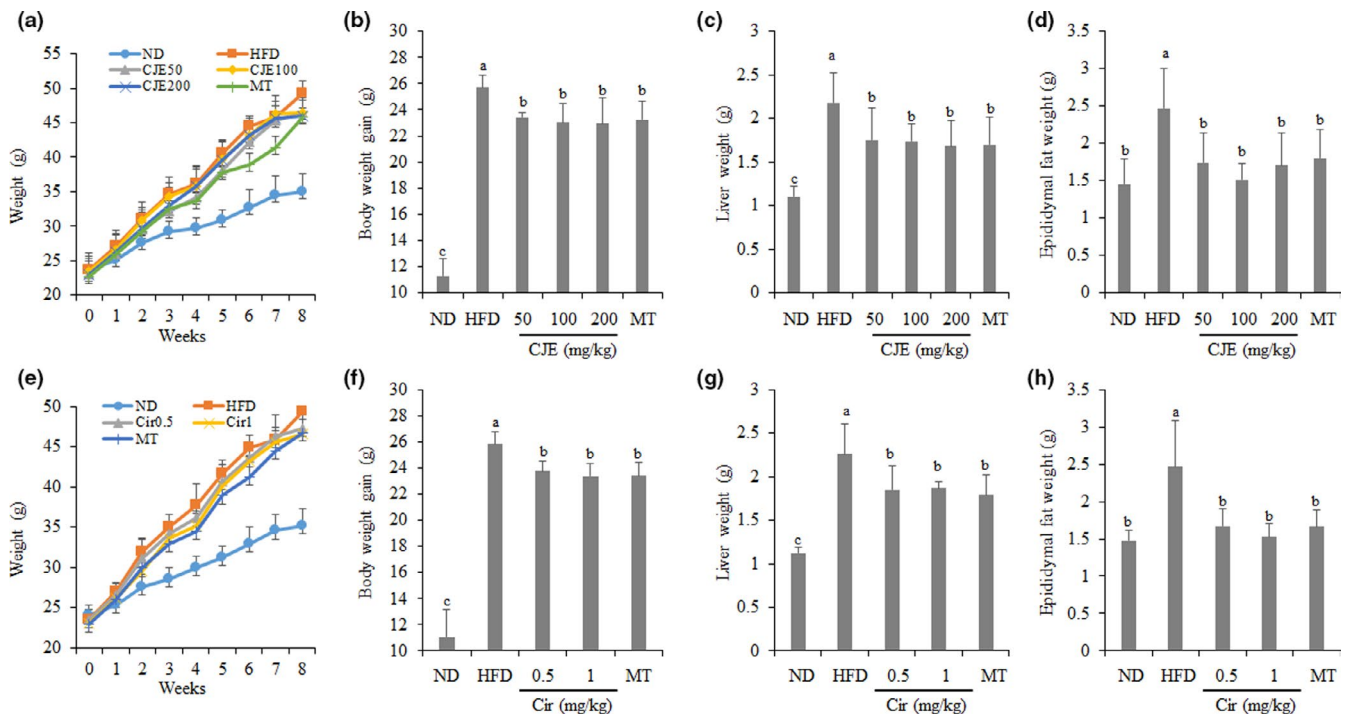 (a)
ND HFD
CJE50 CJE100
CJE200 MT
Weight (g)
55
50
45
40
35
30
25
20
0 1 2 3 4 5 6 7 8
Weeks
(b)
Body weight gain (g)
30
28
26
24
22
20
18
16
14
12
10
c a b b b b
ND HFD 50 100 200 MT
CJE (mg/kg)
(c)
Liver weight (g)
3
2.5
2
1.5
1
0.5
0
c a b b b b
ND HFD 50 100 200 MT
CJE (mg/kg)
(d)
Epididymal fat weight (g)
3.5
3
2.5
2
1.5
1
0.5
0
b a b b b b
ND HFD 50 100 200 MT
CJE (mg/kg)
(e)
ND HFD
Cir0.5 Cir1
MT
Weight (g)
50
45
40
35
30
25
20
0 1 2 3 4 5 6 7 8
Weeks
(f)
Body weight gain (g)
30
28
26
24
22
20
18
16
14
12
10
c a b b b
ND HFD 0.5 1 MT
Cir (mg/kg)
(g)
Liver weight (g)
3
2.5
2
1.5
1
0.5
0
c a b b b
ND HFD 0.5 1 MT
Cir (mg/kg)
(h)
Epididymal fat weight (g)
3.5
3
2.5
2
1.5
1
0.5
0
b a b b b
ND HFD 0.5 1 MT
Cir (mg/kg)